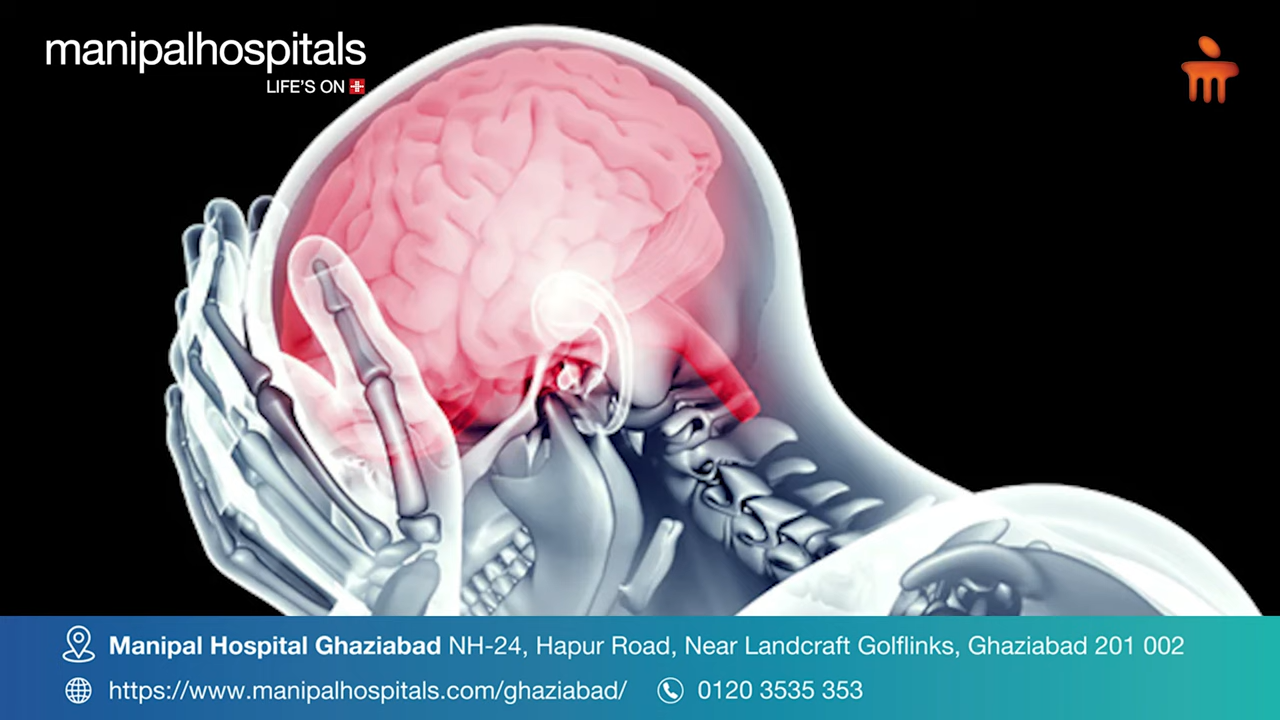 manipalhospitals
LIFE'S ON
Manipal Hospital Ghaziabad NH-24, Hapur Road, Near Landcraft Golflinks, Ghaziabad 201 002
https://www.manipalhospitals.com/ghaziabad/ 0120 3535 353